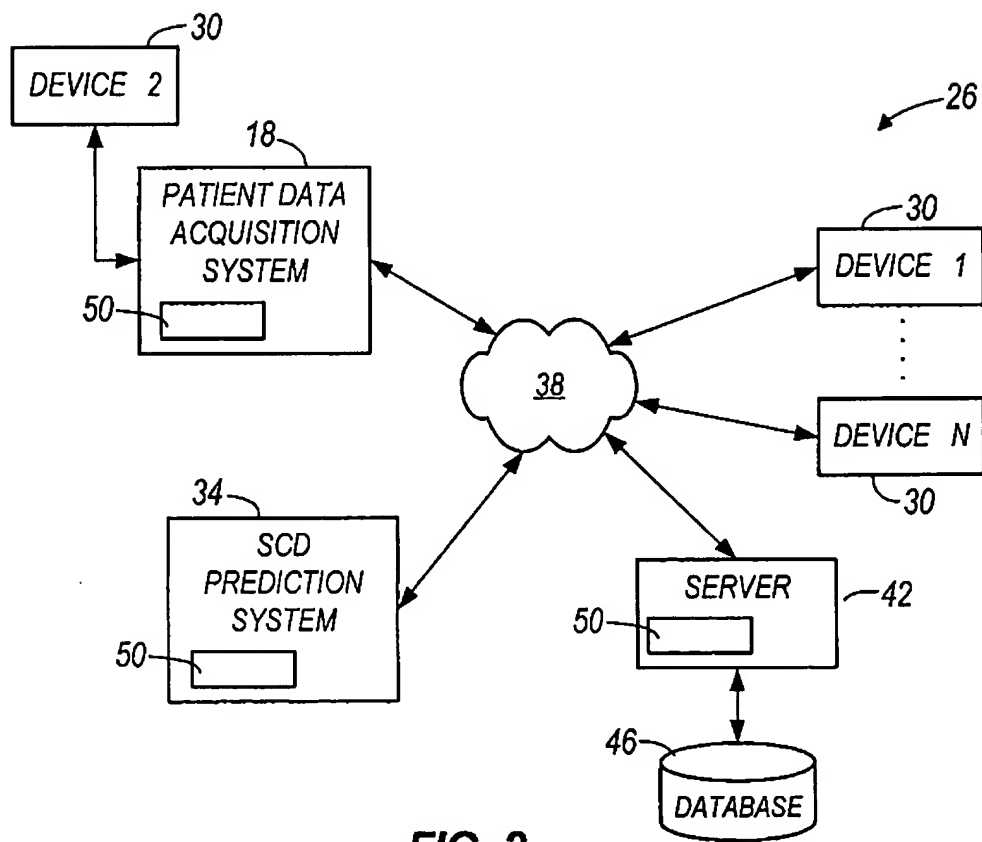 30
DEVICE 2
26
18
PATIENT DATA
ACQUISITION
SYSTEM
50
30
DEVICE 1
38
DEVICE N
30
34
SCD
PREDICTION
SYSTEM
50
SERVER
42
50
46
DATABASE